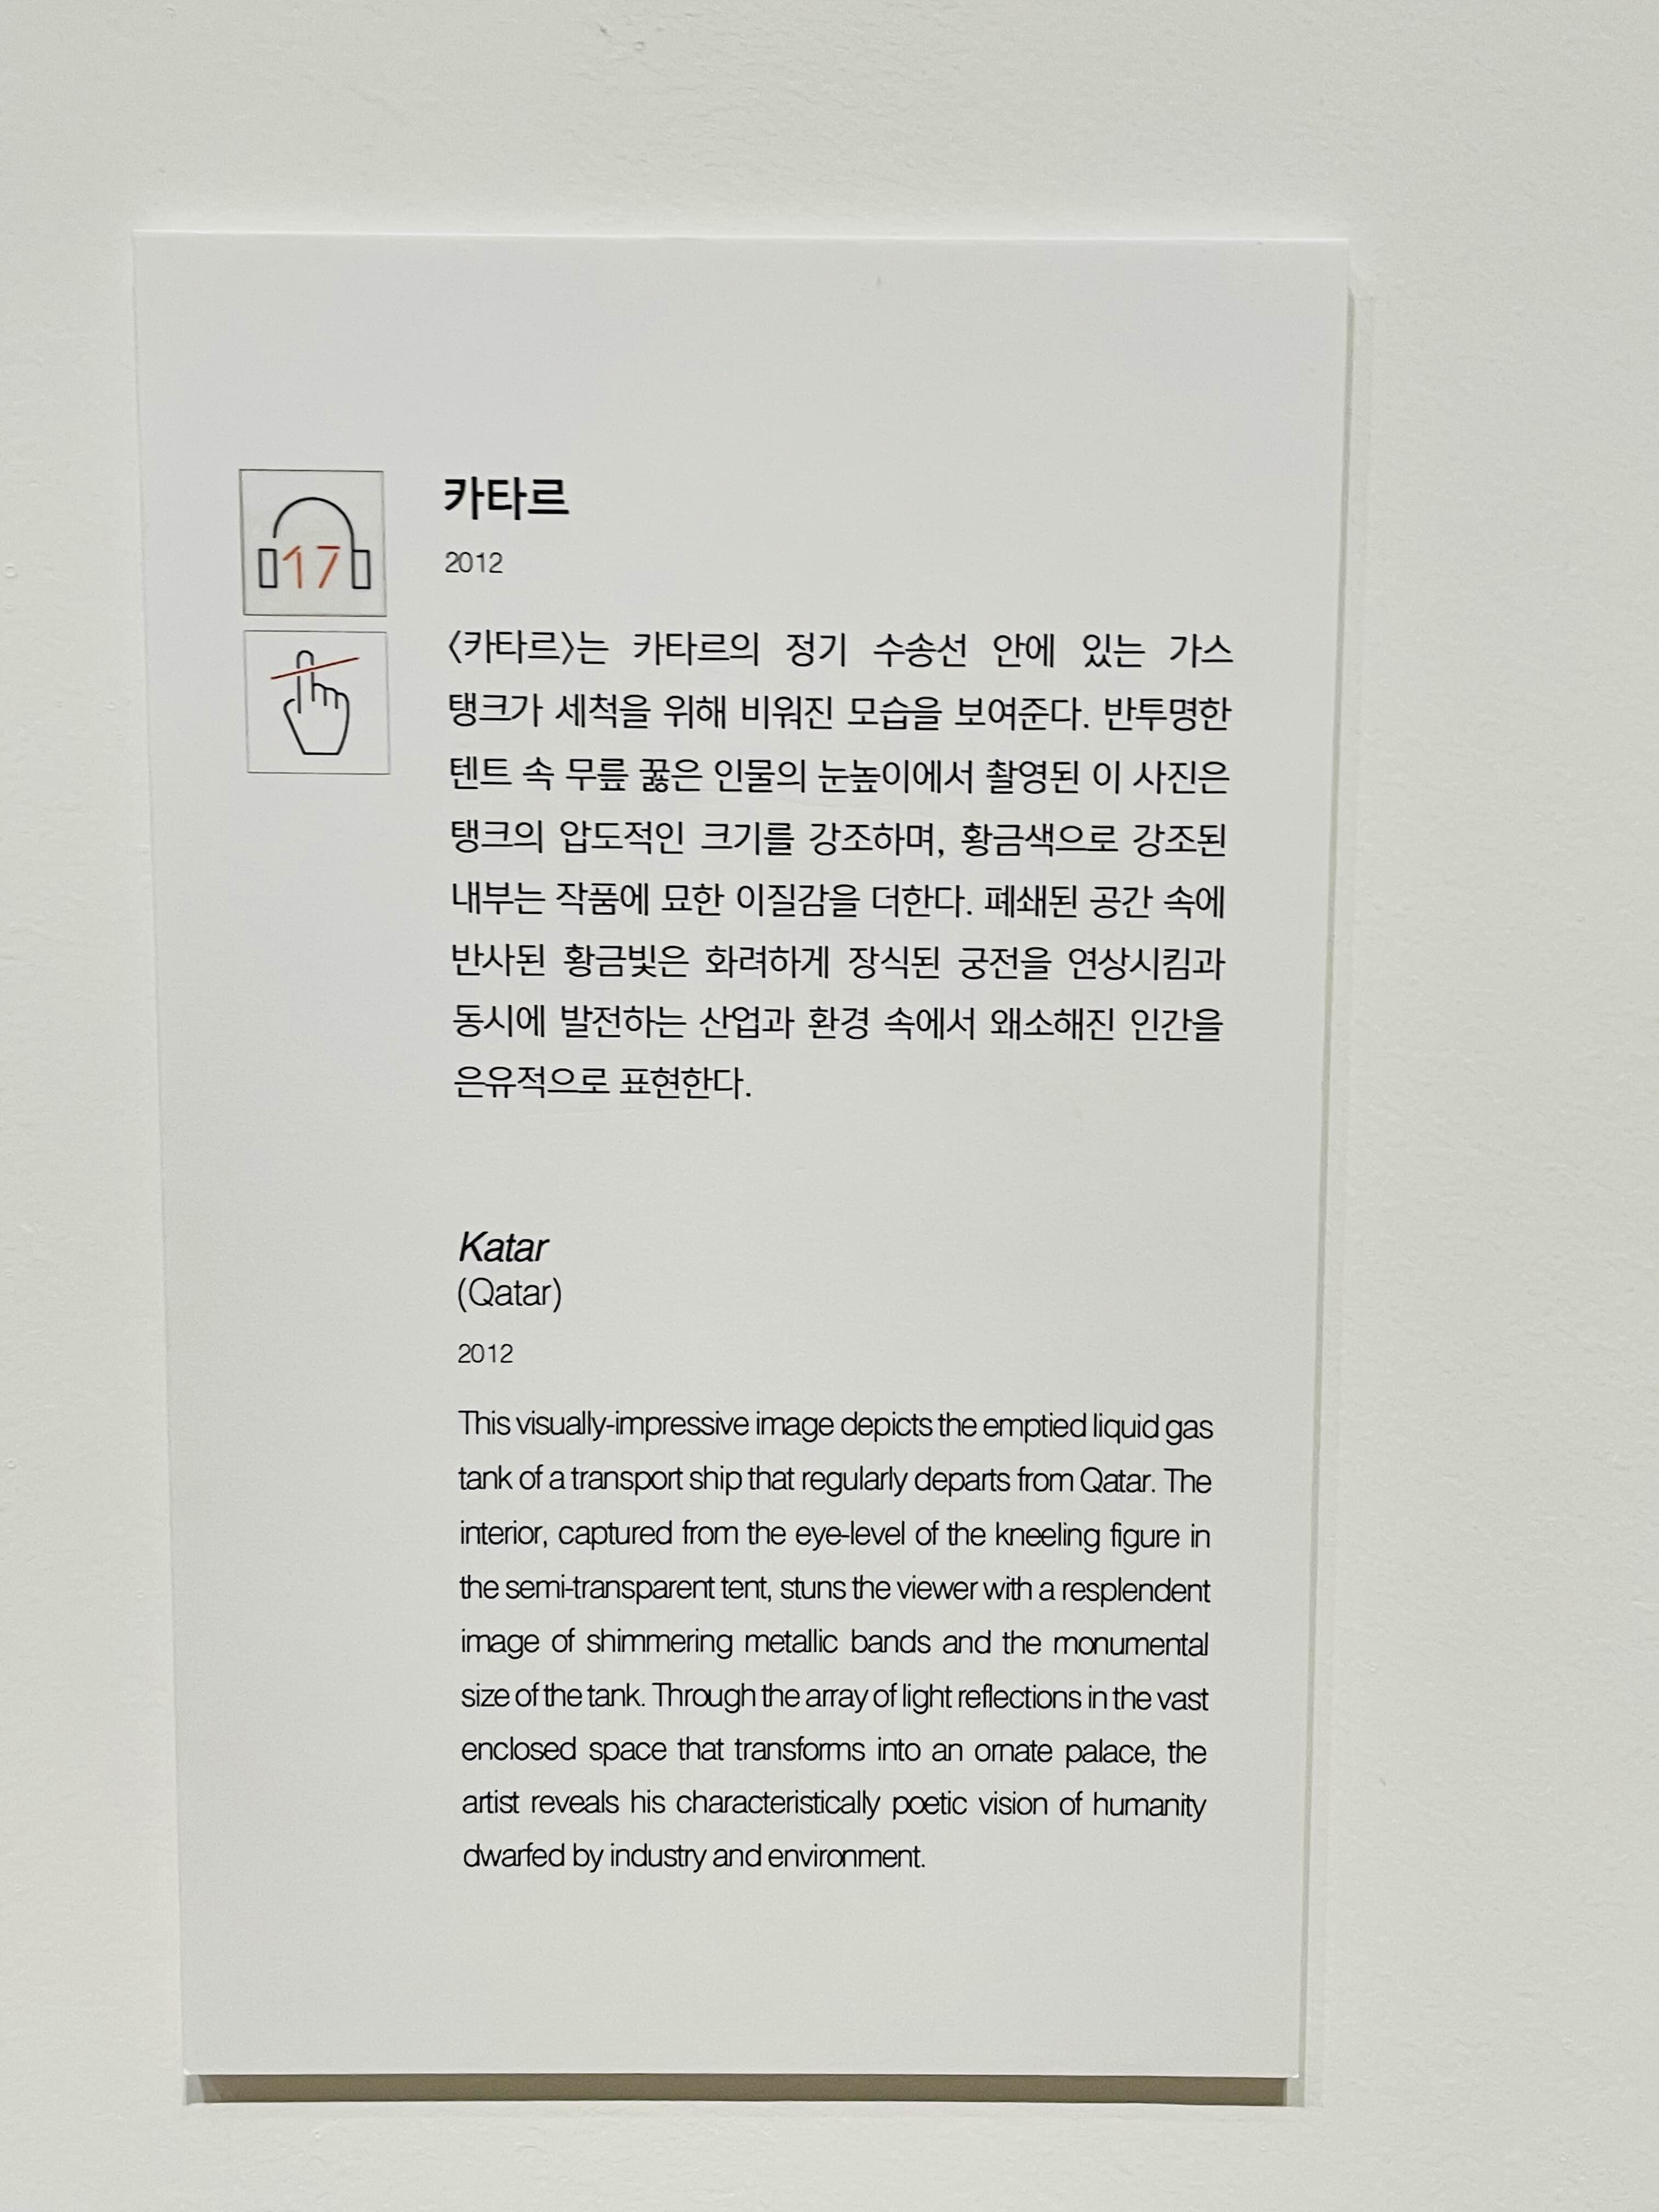 17
카타르
2012
〈카타르〉는 카타르의 정기 수송선 안에 있는 가스
탱크가 세척을 위해 비워진 모습을 보여준다. 반투명한
텐트 속 무릎 꿇은 인물의 눈높이에서 촬영된 이 사진은
탱크의 압도적인 크기를 강조하며, 황금색으로 강조된
내부는 작품에 묘한 이질감을 더한다. 폐쇄된 공간 속에
반사된 황금빛은 화려하게 장식된 궁전을 연상시킴과
동시에 발전하는 산업과 환경 속에서 왜소해진 인간을
은유적으로 표현한다.
Katar
(Qatar)
2012
This visually-impressive image depicts the emptied liquid gas
tank of a transport ship that regularly departs from Qatar. The
interior, captured from the eye-level of the kneeling figure in
the semi-transparent tent, stuns the viewer with a resplendent
image of shimmering metallic bands and the monumental
size of the tank. Through the array of light reflections in the vast
enclosed space that transforms into an ornate palace, the
artist reveals his characteristically poetic vision of humanity
dwarfed by industry and environment.